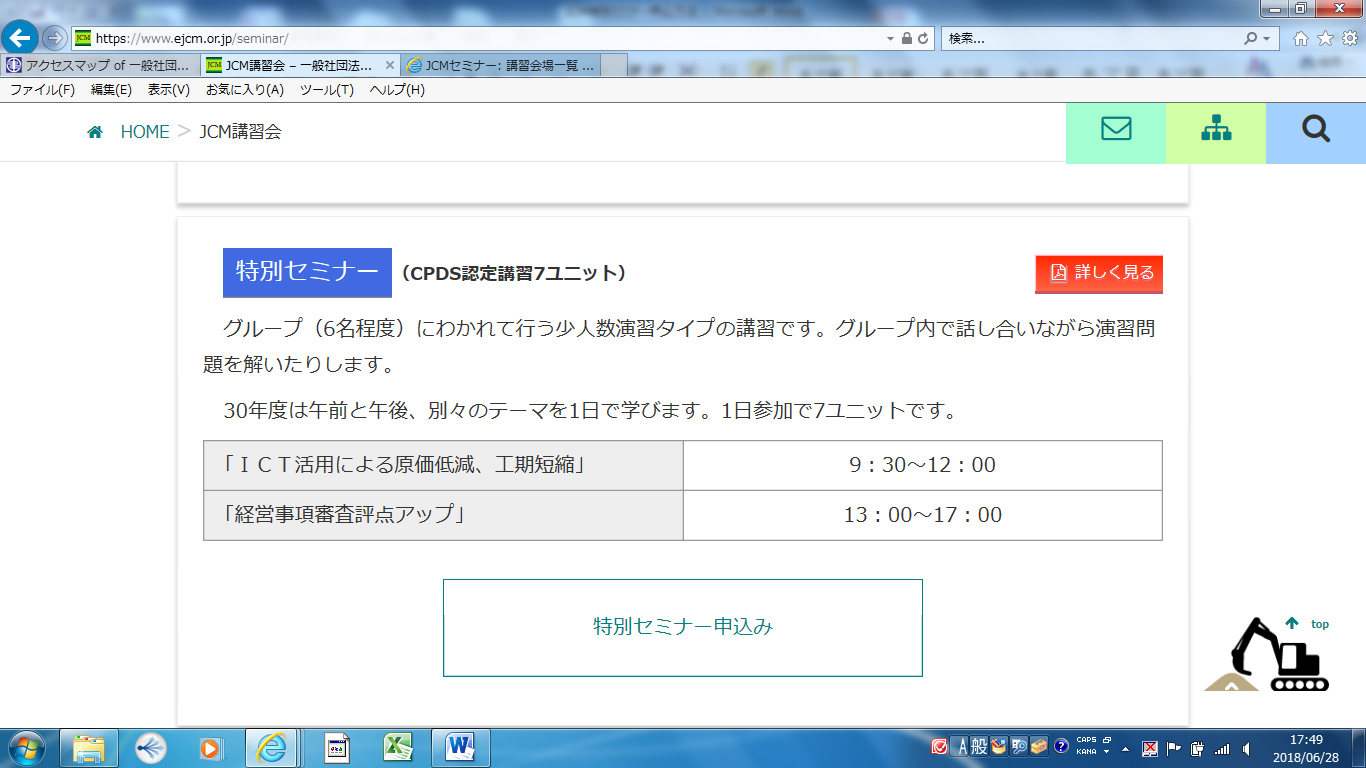 https://www.ejcm.or.jp/seminar/
検索...
アクセスマップ of 一般社団...
JCM
JCM講習会 – 一般社団法...
JCMセミナー: 講習会場一覧 ...
ファイル(F) 編集(E) 表示(V) お気に入り(A) ツール(T) ヘルプ(H)
HOME > JCM講習会
特別セミナー （CPDS認定講習7ユニット）
詳しく見る
グループ（6名程度）にわかれて行う少人数演習タイプの講習です。グループ内で話し合いながら演習問
題を解いたりします。
30年度は午前と午後、別々のテーマを1日で学びます。1日参加で7ユニットです。
「ＩＣＴ活用による原価低減、工期短縮」 9：30～12：00
「経営事項審査評点アップ」 13：00～17：00
特別セミナー申込み
top
A 般
CAPS
KANA
17:49
2018/06/28